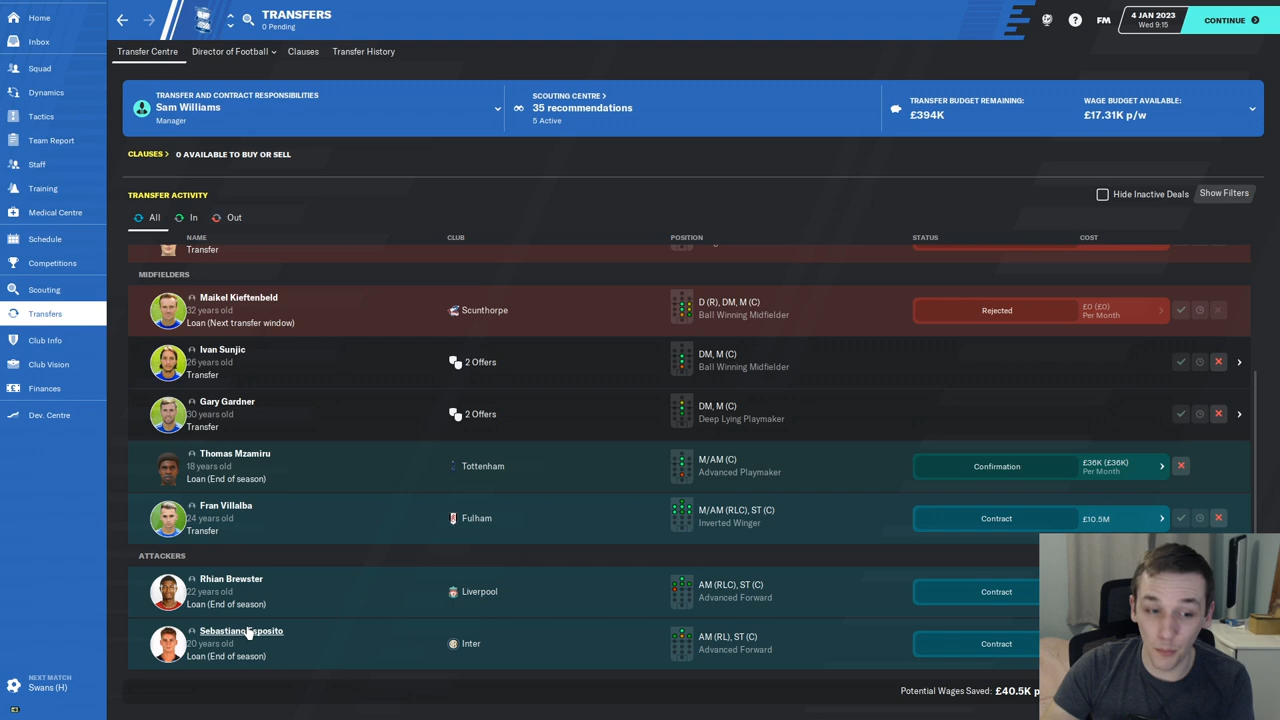 Home
Inbox
Squad
Dynamics
Tactics
Team Report
Staff
Training
Medical Centre
Schedule
Competitions
Scouting
Transfers
Club Info
Club Vision
Finances
Dev. Centre
NEXT MATCH
Swans (H)
TRANSFERS
0 Pending
? FM
4 JAN 2023
Wed 9:15
CONTINUE
Transfer Centre Director of Football Clauses Transfer History
TRANSFER AND CONTRACT RESPONSIBILITIES
Sam Williams
Manager
SCOUTING CENTRE >
35 recommendations
5 Active
TRANSFER BUDGET REMAINING:
£394K
WAGE BUDGET AVAILABLE:
£17.31K p/w
CLAUSES > 0 AVAILABLE TO BUY OR SELL
TRANSFER ACTIVITY
Hide Inactive Deals Show Filters
All In Out
NAME CLUB POSITION STATUS COST
Transfer
MIDFIELDERS
Maikel Kieftenbeld
32 years old
Loan (Next transfer window)
Scunthorpe
D (R), DM, M (C)
Ball Winning Midfielder
Rejected
£0 (£0)
Per Month
Ivan Sunjic
26 years old
Transfer
2 Offers
DM, M (C)
Ball Winning Midfielder
Gary Gardner
30 years old
Transfer
2 Offers
DM, M (C)
Deep Lying Playmaker
Thomas Mzamiru
18 years old
Loan (End of season)
Tottenham
M/AM (C)
Advanced Playmaker
Confirmation
£36K (£36K)
Per Month
Fran Villalba
24 years old
Transfer
Fulham
M/AM (RLC), ST (C)
Inverted Winger
Contract
£10.5M
ATTACKERS
Rhian Brewster
22 years old
Loan (End of season)
Liverpool
AM (RLC), ST (C)
Advanced Forward
Contract
Sebastiano Esposito
20 years old
Loan (End of season)
Inter
AM (RL), ST (C)
Advanced Forward
Contract
Potential Wages Saved: £40.5K p